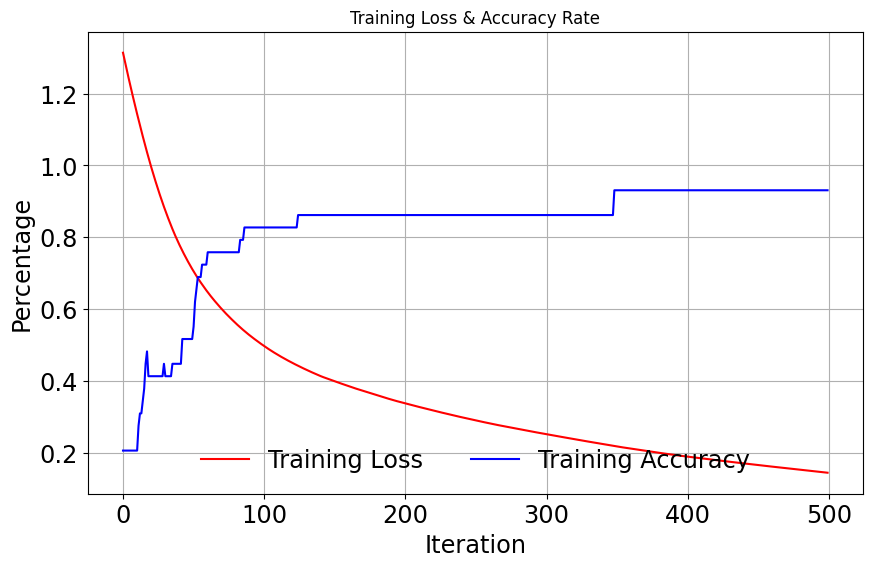 Training Loss & Accuracy Rate
Percentage
1.2
1.0
0.8
0.6
0.4
0.2
Training Loss
Training Accuracy
0
100
200
300
400
500
Iteration